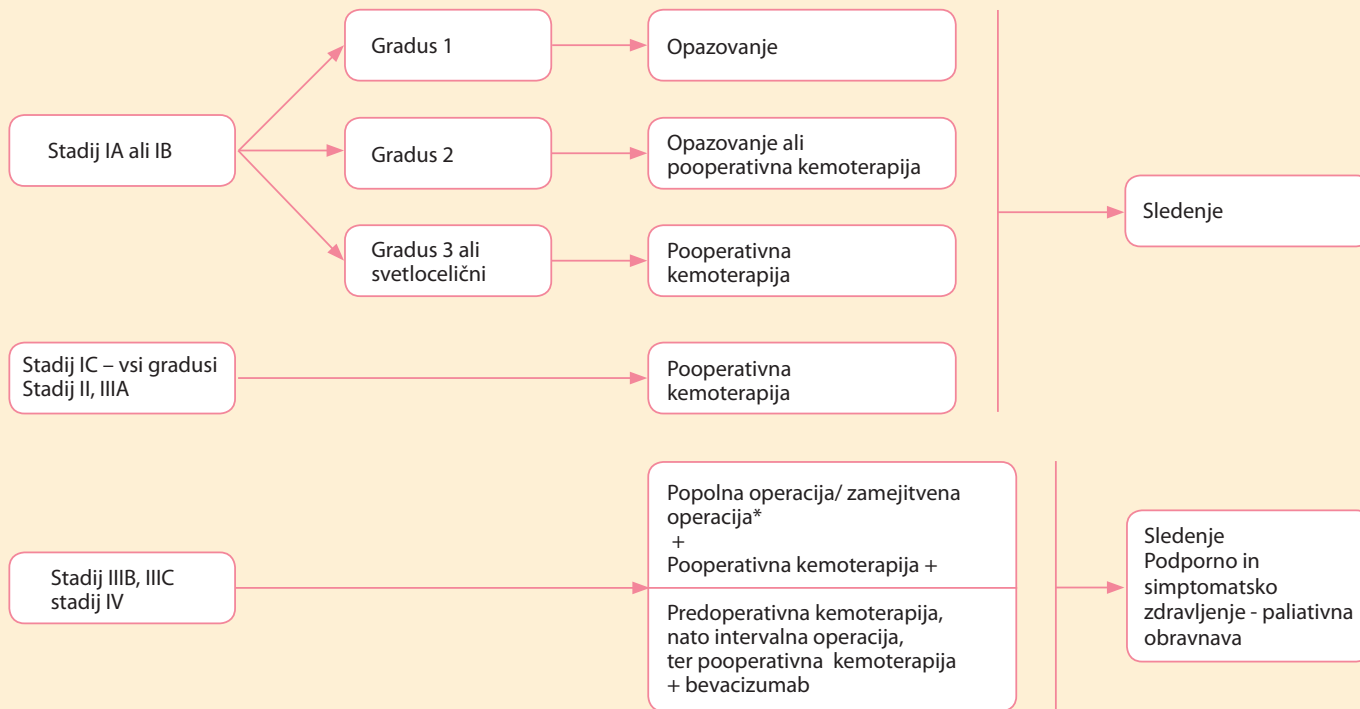 Gradus 1
Opazovanje
Stadij IA ali IB
Gradus 2
Opazovanje ali
pooperativna kemoterapija
Gradus 3 ali
svetlocelični
Pooperativna
kemoterapija
Sledenje
Stadij IC – vsi gradusi
Stadij II, IIIA
Pooperativna
kemoterapija
Stadij IIIB, IIIC
stadij IV
Popolna operacija/ zamejitvena
operacija*
+
Pooperativna kemoterapija +
Predoperativna kemoterapija,
nato intervalna operacija,
ter pooperativna kemoterapija
+ bevacizumab
Sledenje
Podporno in
simptomatsko
zdravljenje - paliativna
obravnava